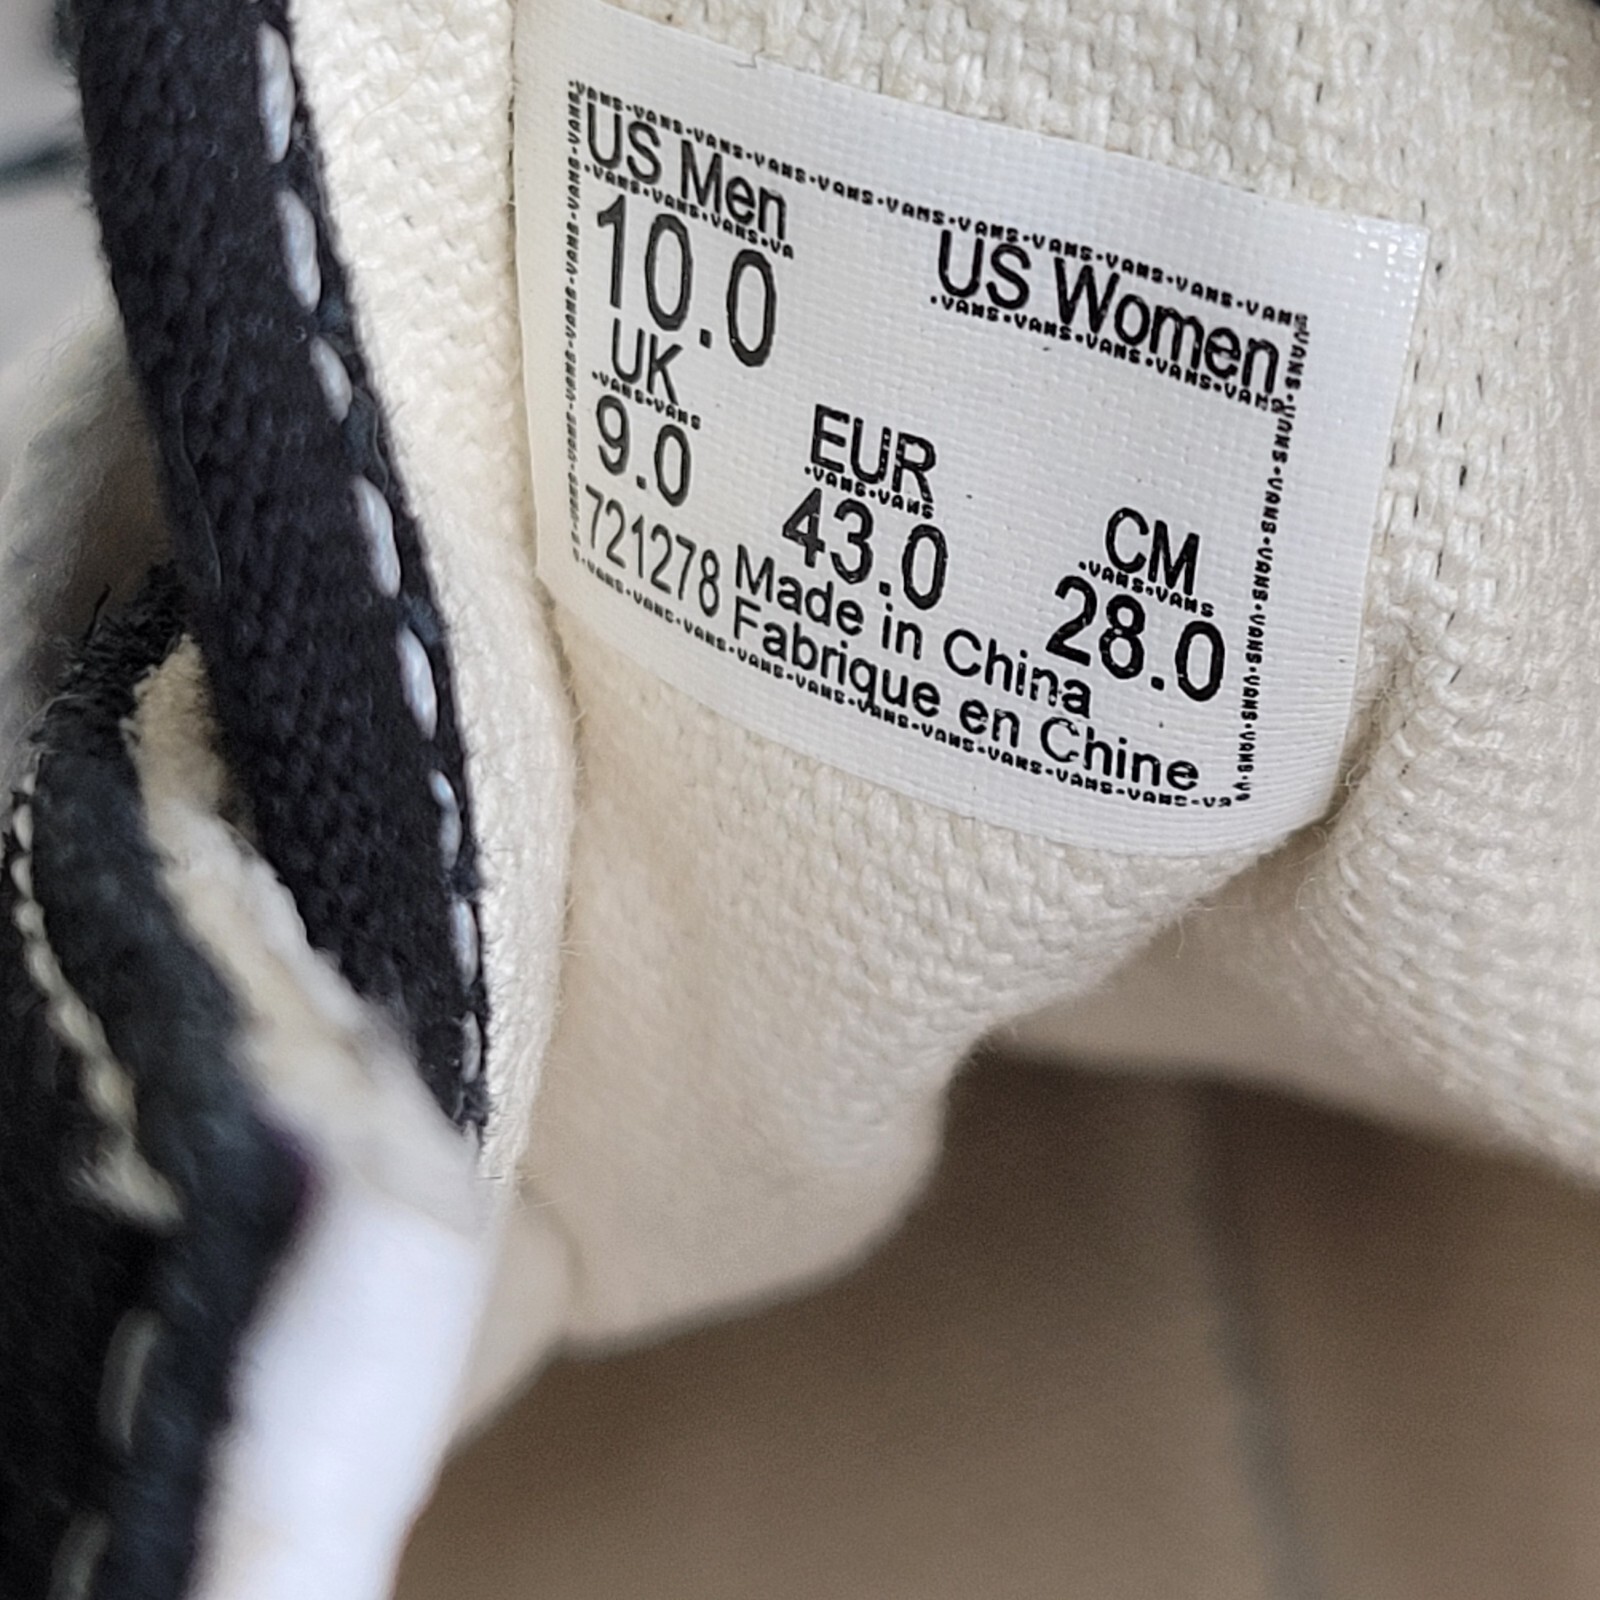 US Men
10.0
US Women
UK
9.0
EUR
43.0
CM
28.0
721278 Made in China
Fabrique en Chine